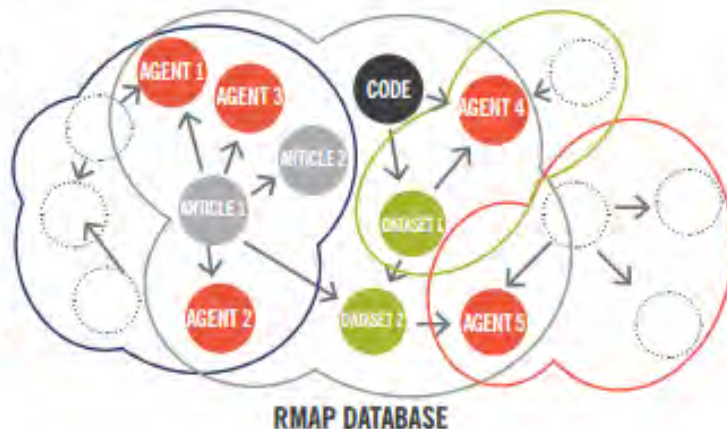 AGENT 1
AGENT 3
CODE
AGENT 4
ARTICLE 2
ARTICLE 1
DATASET 1
AGENT 2
DATASET 2
AGENT 5
RMAP DATABASE